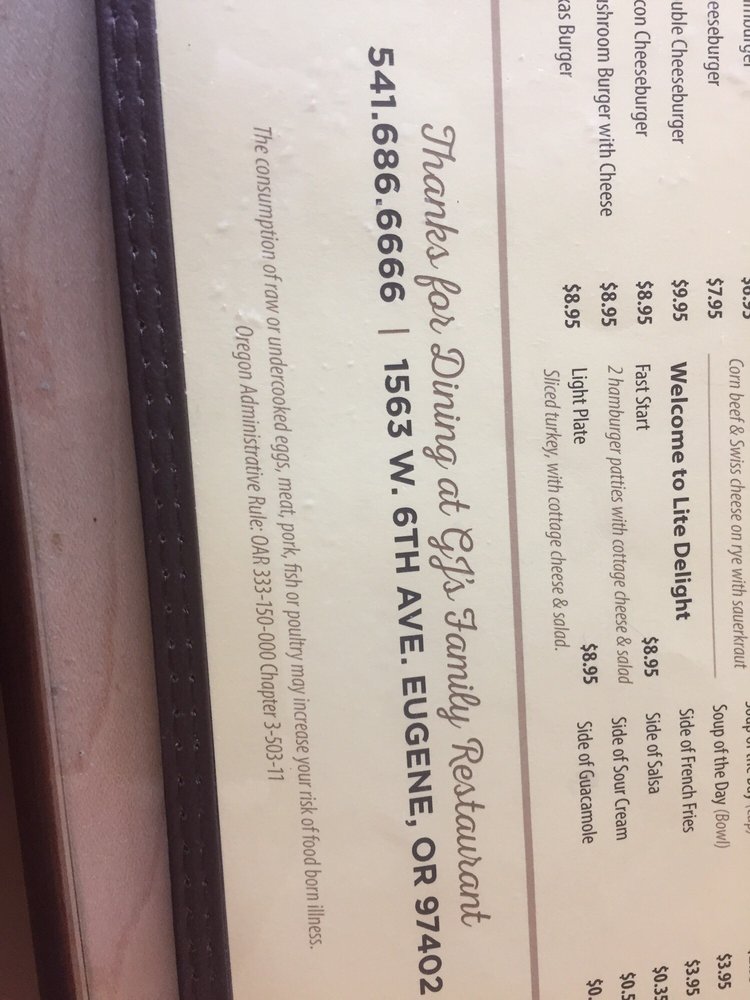 eeseburger $7.95
uble Cheeseburger $9.95
con Cheeseburger $8.95
shroom Burger with Cheese $8.95
xas Burger $8.95
Corn beef & Swiss cheese on rye with sauerkraut
Welcome to Lite Delight
Fast Start $8.95
2 hamburger patties with cottage cheese & salad
Light Plate $8.95
Sliced turkey, with cottage cheese & salad.
Soup of the Day (Bowl) $3.95
Side of French Fries $3.95
Side of Salsa $0.35
Side of Sour Cream $0.5
Side of Guacamole $0.
Thanks for Dining at GJ's Family Restaurant
541.686.6666 | 1563 W. 6TH AVE. EUGENE, OR 97402
The consumption of raw or undercooked eggs, meat, pork, fish or poultry may increase your risk of food born illness.
Oregon Administrative Rule: OAR 333-150-000 Chapter 3-503-11